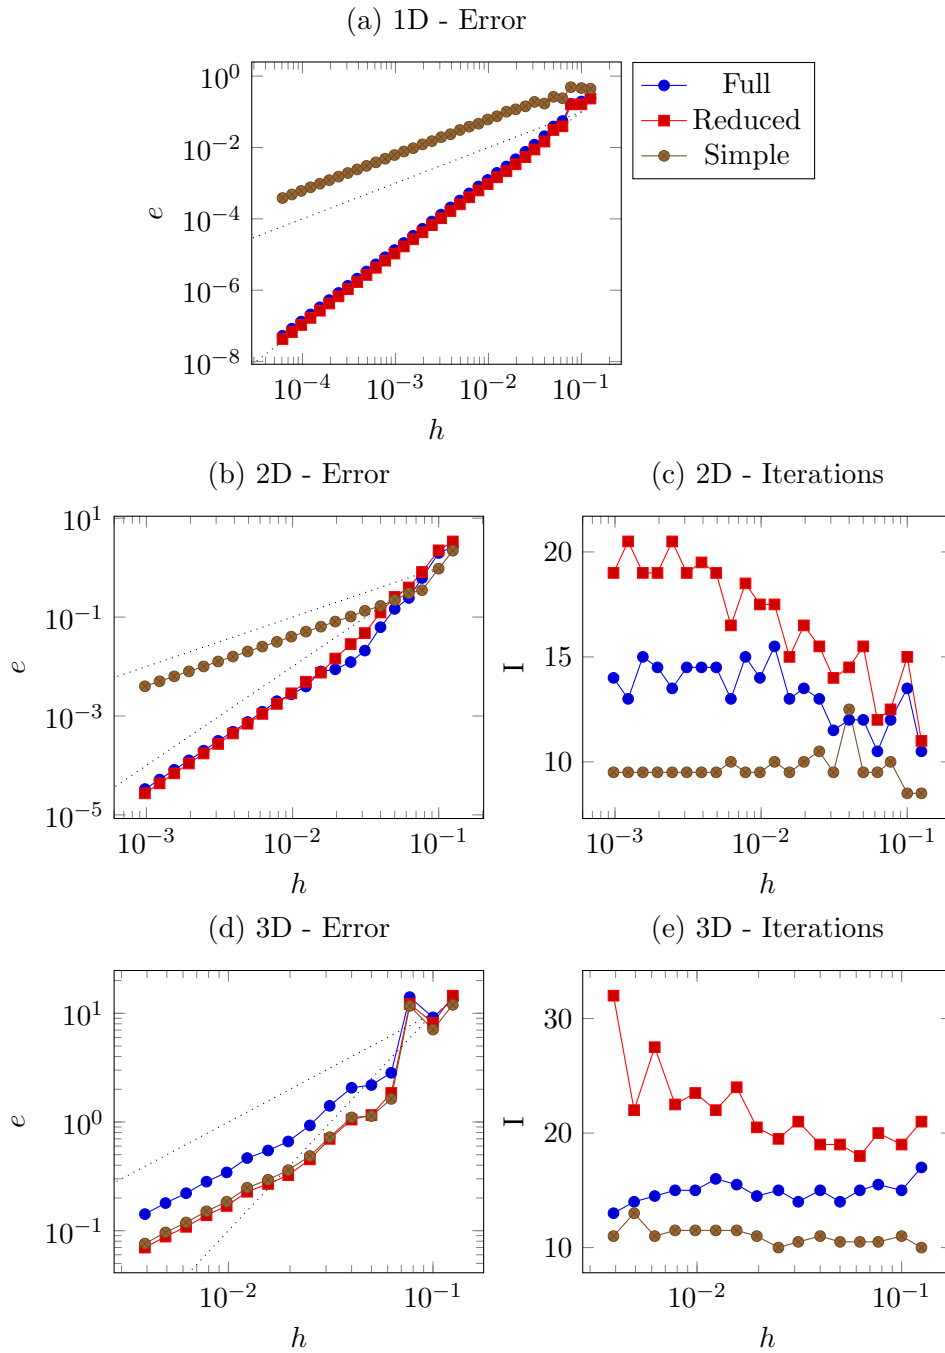 (a) 1D - Error
10^0
10^-2
10^-4
10^-6
10^-8
e
10^-4 10^-3 10^-2 10^-1
h
Full
Reduced
Simple
(b) 2D - Error
10^1
10^-1
10^-3
10^-5
e
10^-3 10^-2 10^-1
h
(c) 2D - Iterations
20
15
10
I
10^-3 10^-2 10^-1
h
(d) 3D - Error
10^1
10^0
10^-1
e
10^-2 10^-1
h
(e) 3D - Iterations
30
20
10
I
10^-2 10^-1
h